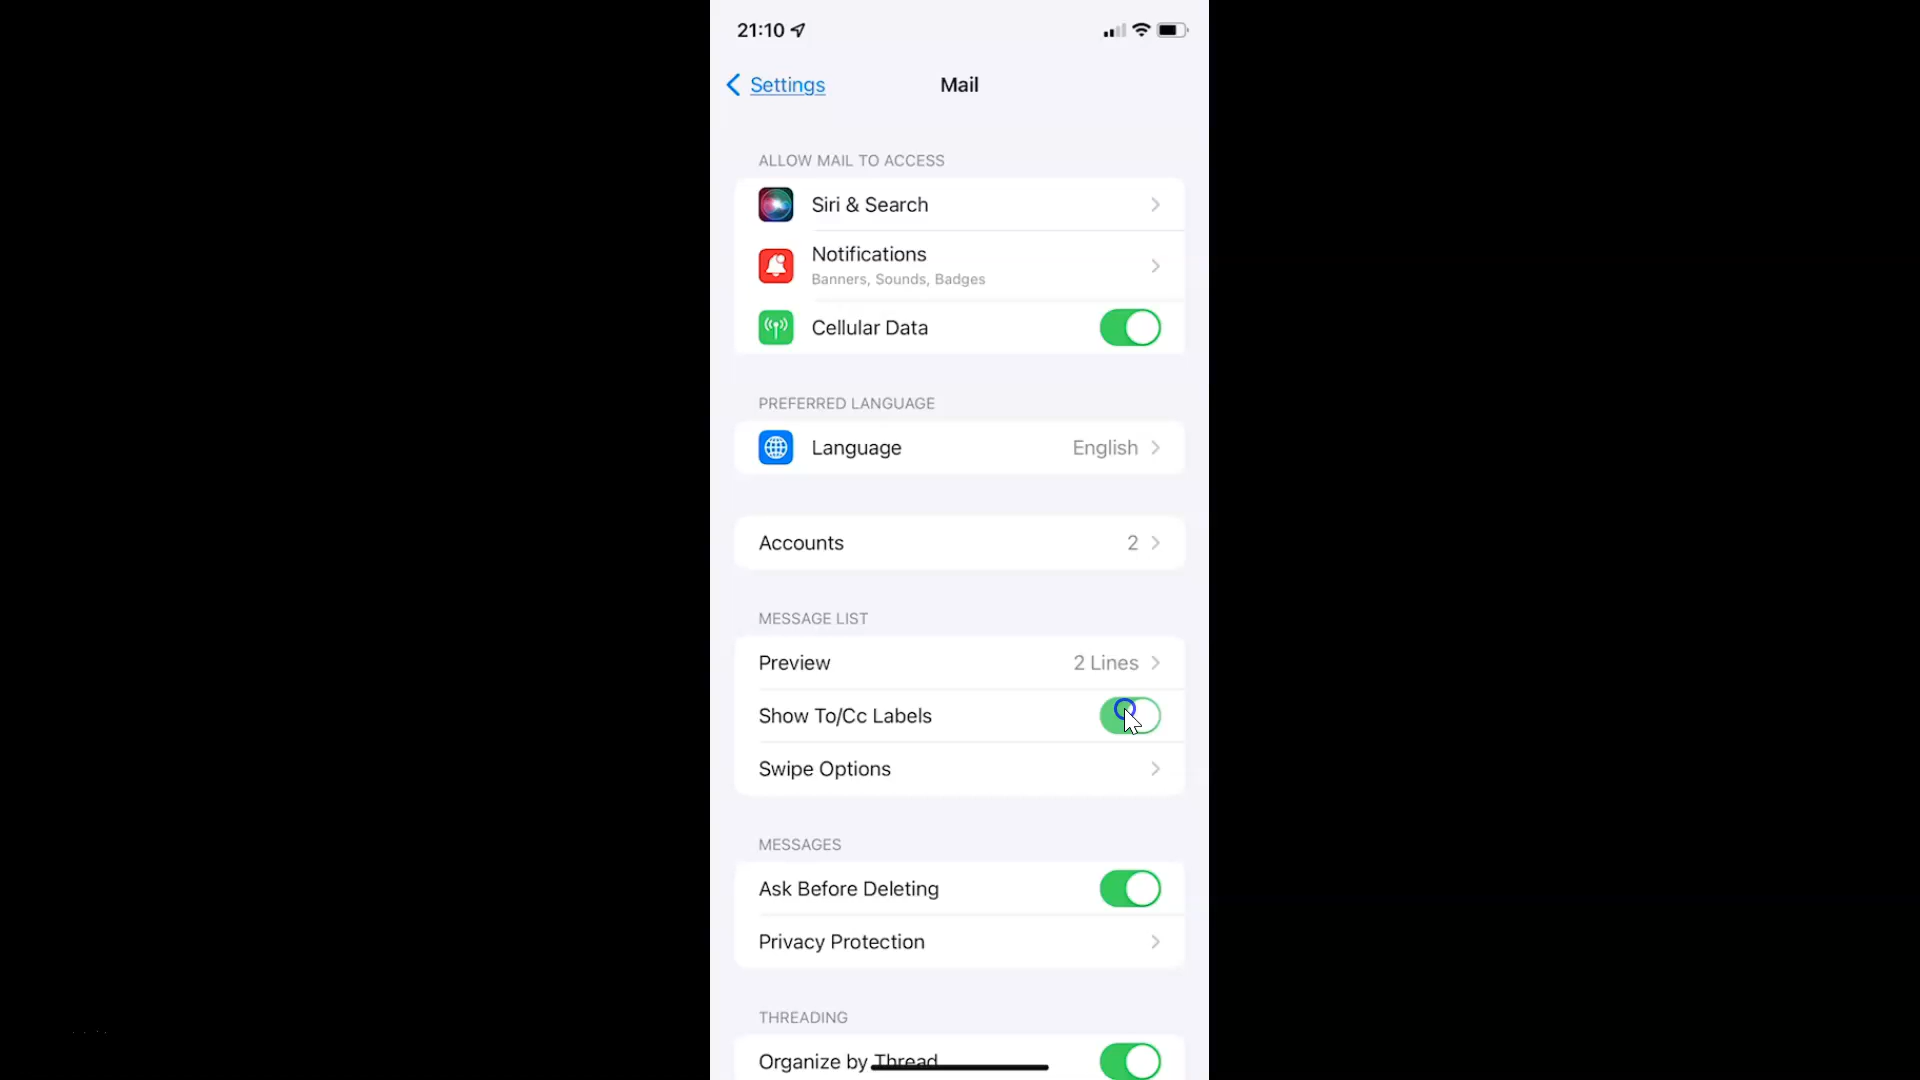 21:10
Settings
Mail
ALLOW MAIL TO ACCESS
Siri & Search
Notifications
Banners, Sounds, Badges
Cellular Data
PREFERRED LANGUAGE
Language English
Accounts 2
MESSAGE LIST
Preview 2 Lines
Show To/Cc Labels
Swipe Options
MESSAGES
Ask Before Deleting
Privacy Protection
THREADING
Organize by Thread